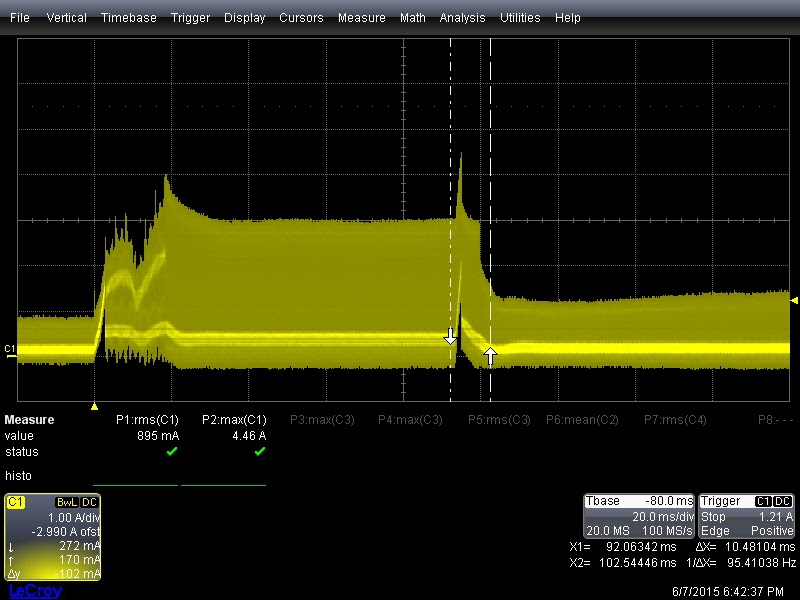 File Vertical Timebase Trigger Display Cursors Measure Math Analysis Utilities Help
C1
Measure P1:rms(C1) P2:max(C1) P3:max(C3) P4:max(C3) P5:rms(C3) P6:mean(C2) P7:rms(C4) P8:- - -
value 895 mA 4.46 A
status
histo
C1 BwL DC
1.00 A/div
-2.990 A ofst
↓ 272 mA
↑ 170 mA
Δy -102 mA
LeCroy
Tbase -80.0 ms
20.0 ms/div
20.0 MS 100 MS/s
Trigger C1 DC
Stop 1.21 A
Edge Positive
X1= 92.06342 ms ΔX= 10.48104 ms
X2= 102.54446 ms 1/ΔX= 95.41038 Hz
6/7/2015 6:42:37 PM